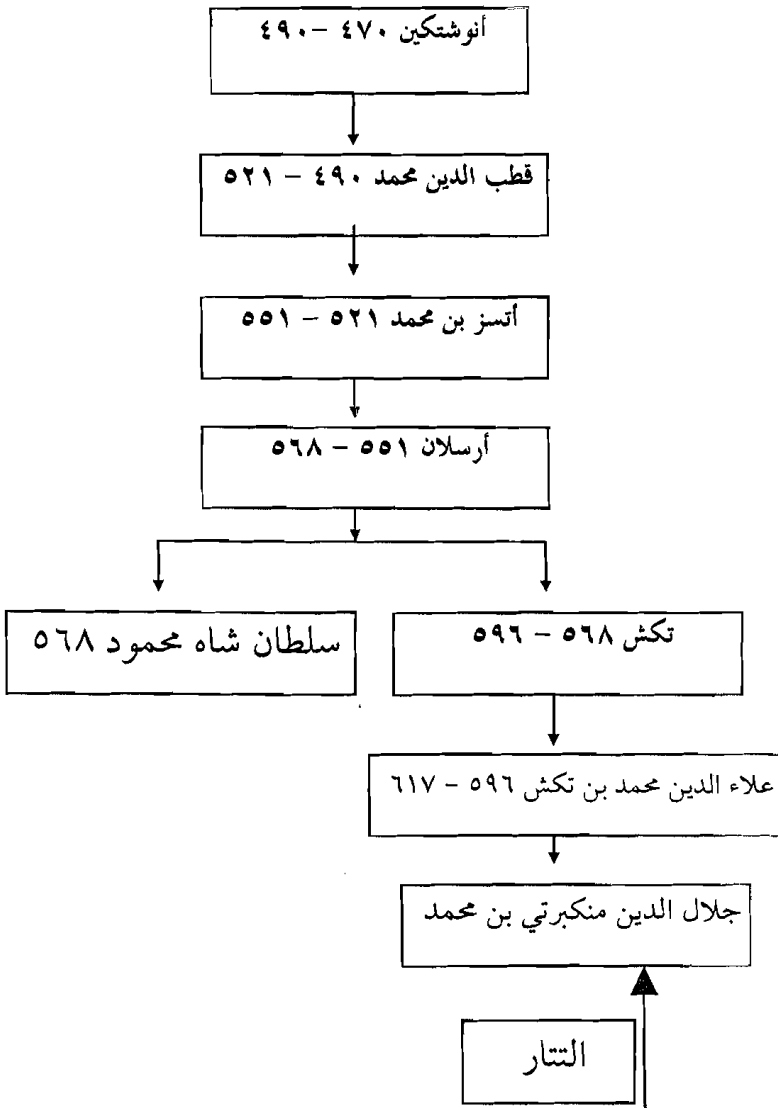 أنوشتكين ٤٧٠ – ٤٩٠
قطب الدين محمد ٤٩٠ – ٥٢١
أتسز بن محمد ٥٢١ – ٥٥١
أرسلان ٥٥١ – ٥٦٨
تكش ٥٦٨ – ٥٩٦
سلطان شاه محمود ٥٦٨
علاء الدين محمد بن تكش ٥٩٦ – ٦١٧
جلال الدين منكبرتي بن محمد
التتار